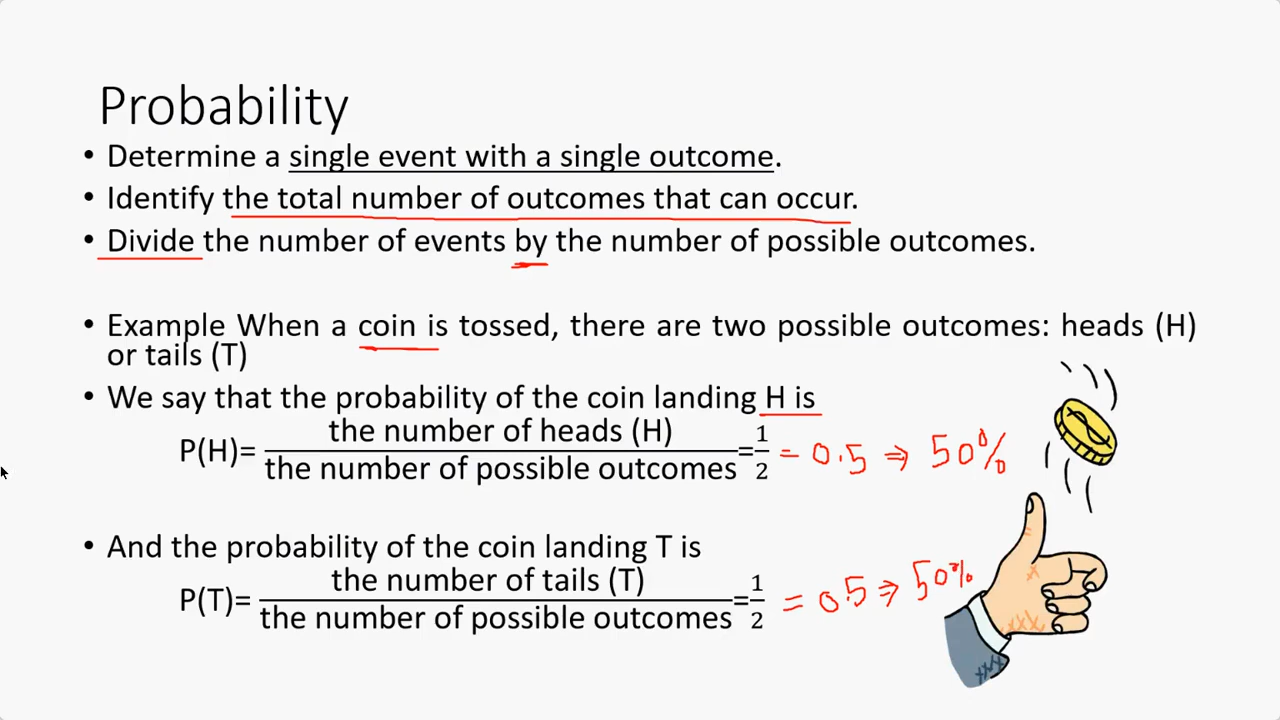 Probability
• Determine a single event with a single outcome.
• Identify the total number of outcomes that can occur.
• Divide the number of events by the number of possible outcomes.
• Example When a coin is tossed, there are two possible outcomes: heads (H)
or tails (T)
• We say that the probability of the coin landing H is
P(H)= the number of heads (H) / the number of possible outcomes = 1/2 = 0.5 ⇒ 50%
• And the probability of the coin landing T is
P(T)= the number of tails (T) / the number of possible outcomes = 1/2 = 0.5 ⇒ 50%